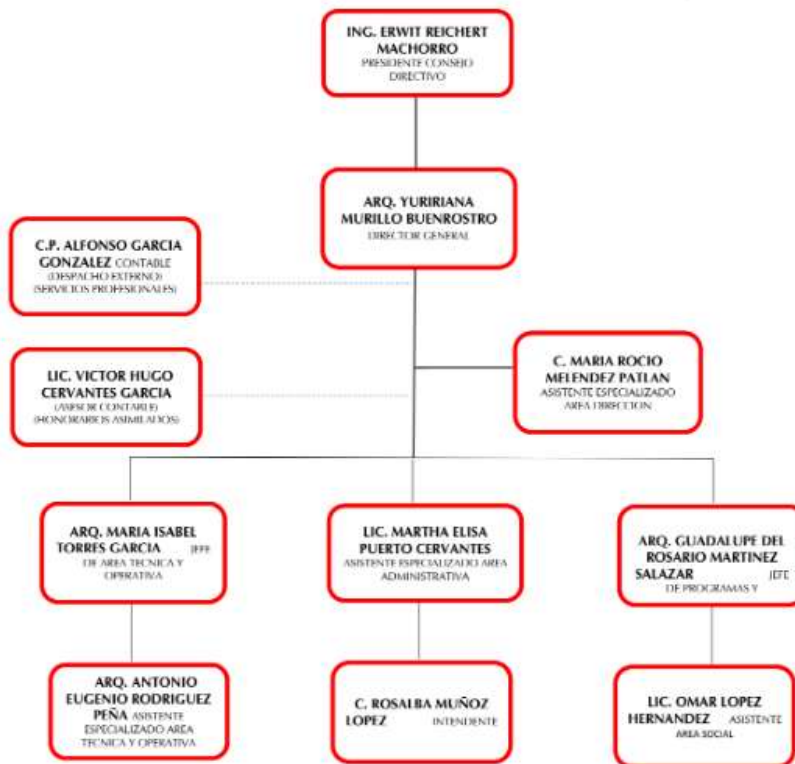 ING. ERWIT REICHERT
MACHORRO
PRESIDENTE CONSEJO
DIRECTIVO
ARQ. YURIRIANA
MURILLO BUENROSTRO
DIRECTOR GENERAL
C.P. ALFONSO GARCIA
GONZALEZ CONTABLE
(DESPACHO EXTERNO)
(SERVICIOS PROFESIONALES)
LIC. VICTOR HUGO
CERVANTES GARCIA
(ASESOR CONTABLE)
(HONORARIOS ASIMILADOS)
C. MARIA ROCIO
MELENDEZ PATLAN
ASISTENTE ESPECIALIZADO
AREA DIRECCION
ARQ. MARIA ISABEL
TORRES GARCIA JEFE
DE AREA TECNICA Y
OPERATIVA
LIC. MARTHA ELISA
PUERTO CERVANTES
ASISTENTE ESPECIALIZADO AREA
ADMINISTRATIVA
ARQ. GUADALUPE DEL
ROSARIO MARTINEZ
SALAZAR JEFE
DE PROGRAMAS Y
ARQ. ANTONIO
EUGENIO RODRIGUEZ
PEÑA ASISTENTE
ESPECIALIZADO AREA
TECNICA Y OPERATIVA
C. ROSALBA MUÑOZ
LOPEZ INTENDENTE
LIC. OMAR LOPEZ
HERNANDEZ ASISTENTE
AREA SOCIAL